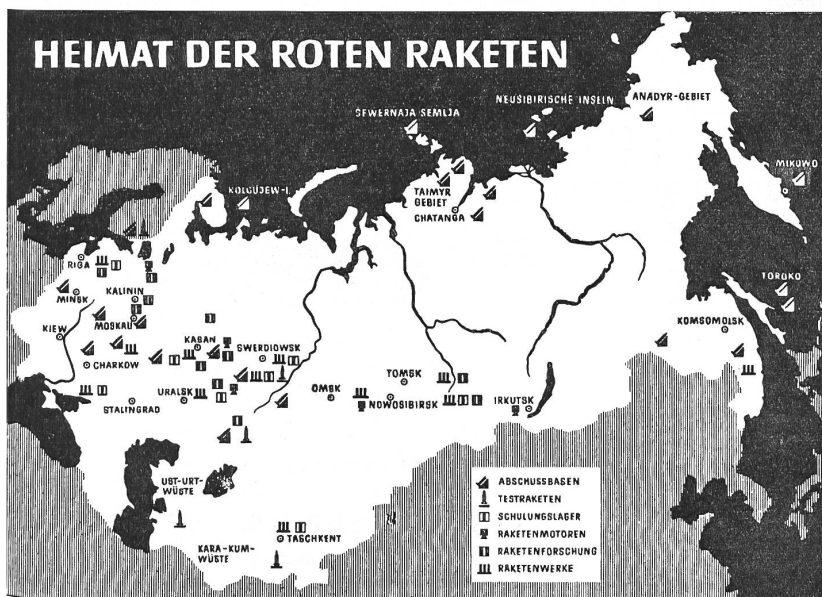 HEIMAT DER ROTEN RAKETEN
ANADYR-GEBIET
NEUSIBIRISCHE INSELN
SEWERNAJA SEMLJA
MIKOWO
KOLGUJEW-I.
TAIMYR
GEBIET
CHATANGA
RIGA
TOROKO
MINSK
KALININ
MOSKAU
KOMSOMOLSK
KIEW
KASAN
SWERDLOWSK
CHARKOW
TOMSK
URALSK
OMSK
NOWOSIBIRSK
IRKUTSK
STALINGRAD
UST-URT-
WÜSTE
TASCHKENT
KARA-KUM-
WÜSTE
ABSCHUSSBASEN
TESTRAKETEN
SCHULUNGSLAGER
RAKETENMOTOREN
RAKETENFORSCHUNG
RAKETENWERKE